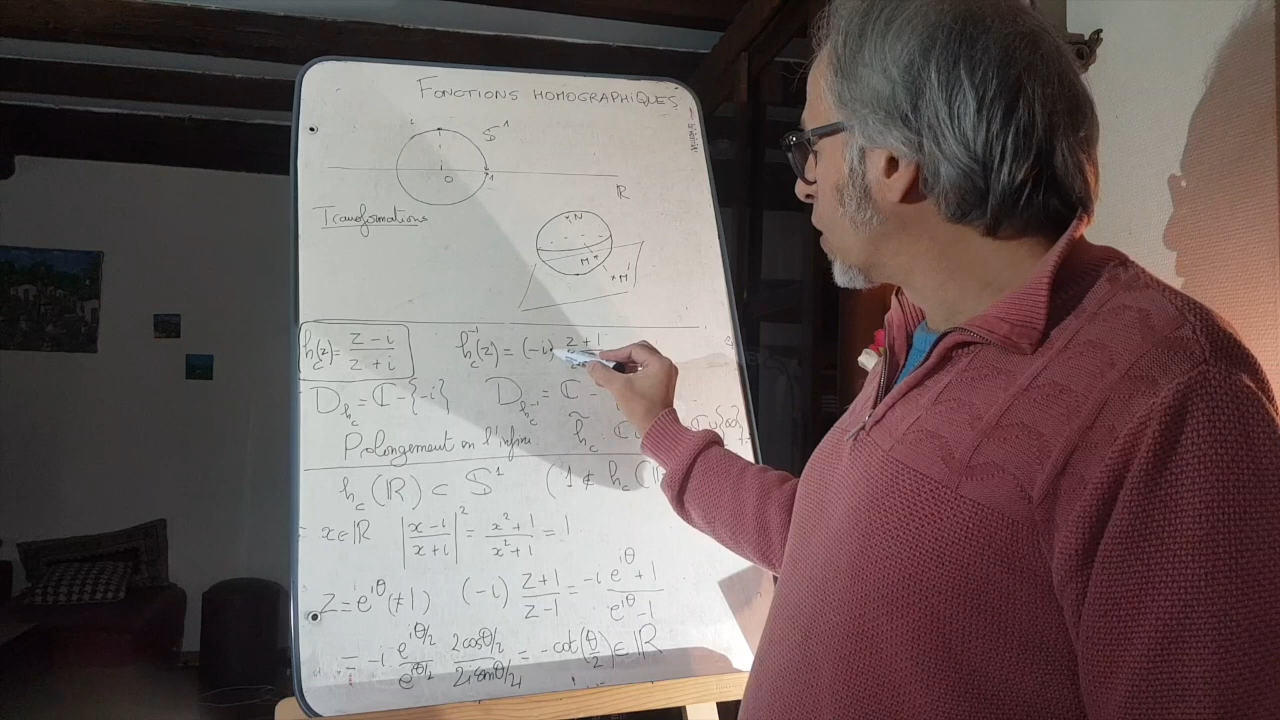 FONCTIONS HOMOGRAPHIQUES
i
S¹
O
1
ℝ
Transformations
N
M
M'
h_c(z) = (z - i)/(z + i)    h_c⁻¹(z) = (-i) (z + 1)/
D_{h_c} = ℂ - {-i}    D_{h_c⁻¹} = ℂ -
Prolongement en l'infini    h̃_c : ℂ ∪    ℂ ∪ {∞}
h_c(ℝ) ⊂ S¹    (1 ∉ h_c(ℝ
x ∈ ℝ    |(x - i)/(x + i)|² = (x² + 1)/(x² + 1) = 1
z = e^{iθ} (≠ 1)    (-i) (z + 1)/(z - 1) = -i (e^{iθ} + 1)/(e^{iθ} - 1)
= -i (e^{iθ/2})/(e^{iθ/2}) (2cosθ/2)/(2i sinθ/2) = -cot(θ/2) ∈ ℝ